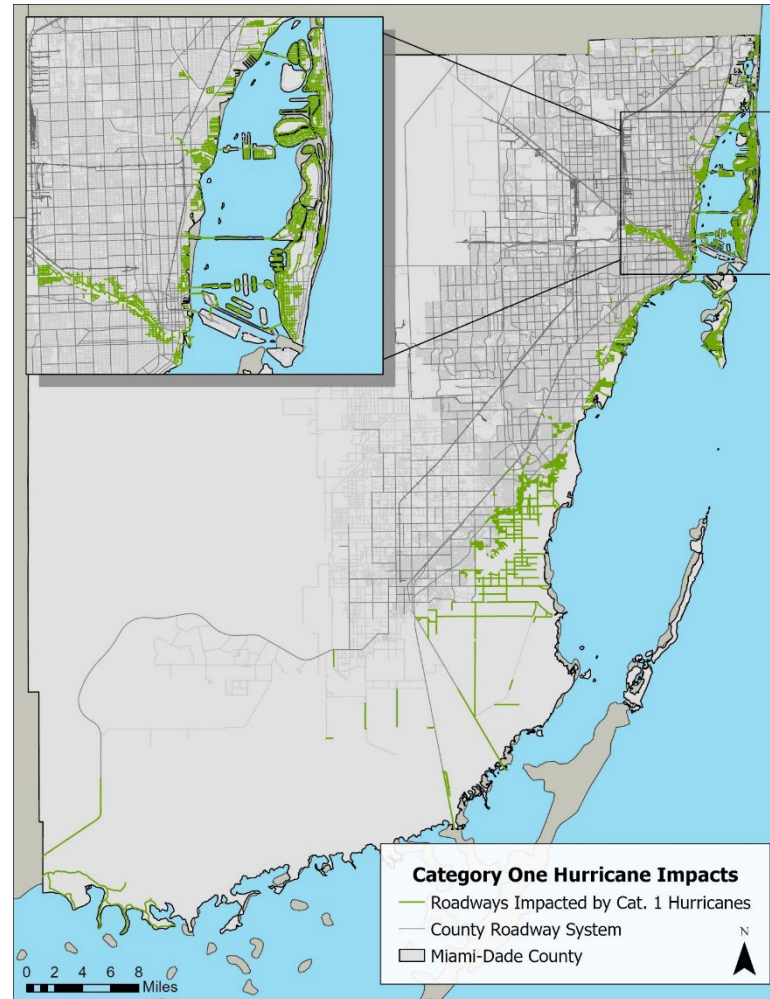 Category One Hurricane Impacts
Roadways Impacted by Cat. 1 Hurricanes
County Roadway System
Miami-Dade County
N
0 2 4 6 8
Miles